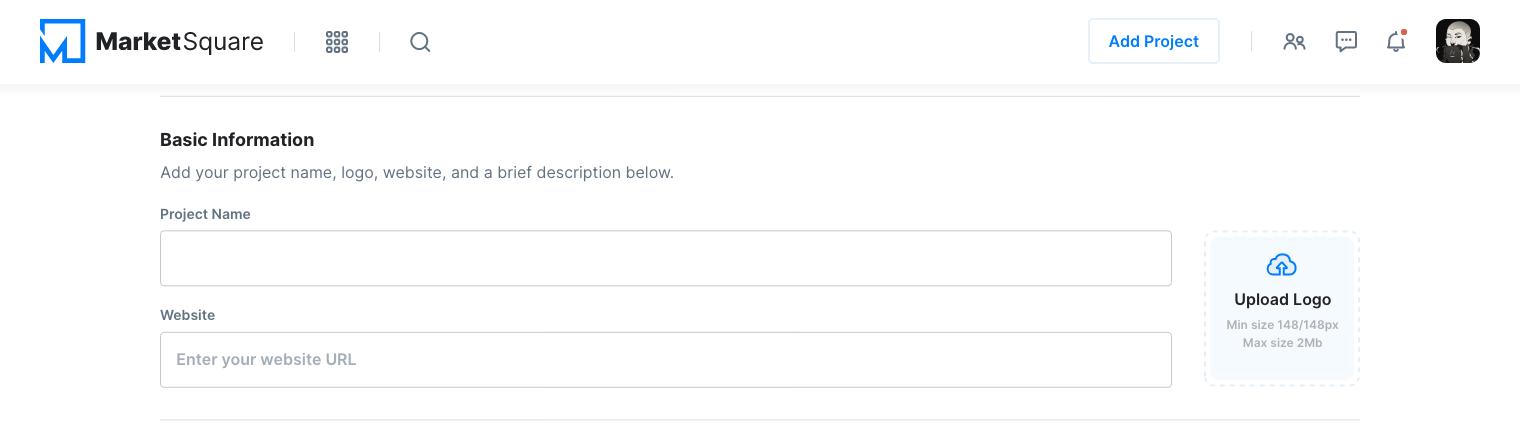 MarketSquare
Add Project
Basic Information
Add your project name, logo, website, and a brief description below.
Project Name
Upload Logo
Min size 148/148px
Max size 2Mb
Website
Enter your website URL